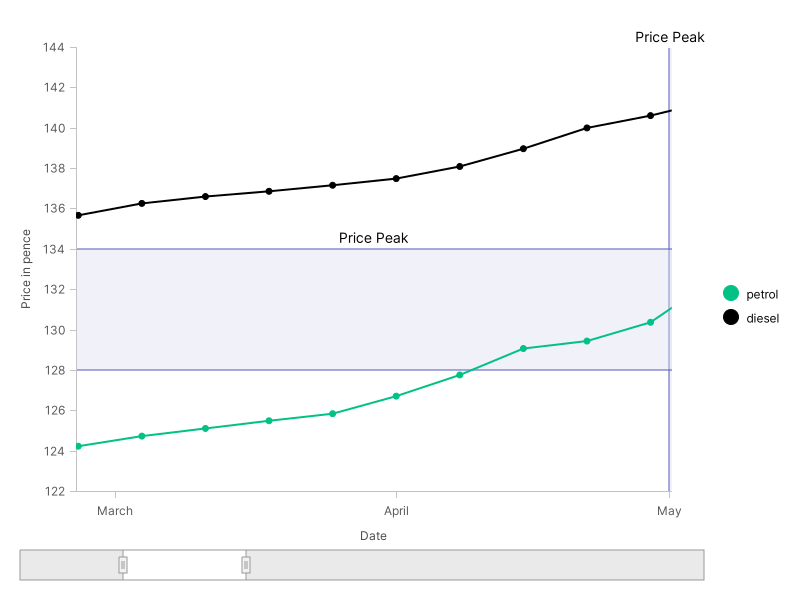 Price Peak
144
142
140
138
136
Price Peak
134
132
130
128
126
124
122
Price in pence
March
April
May
Date
petrol
diesel